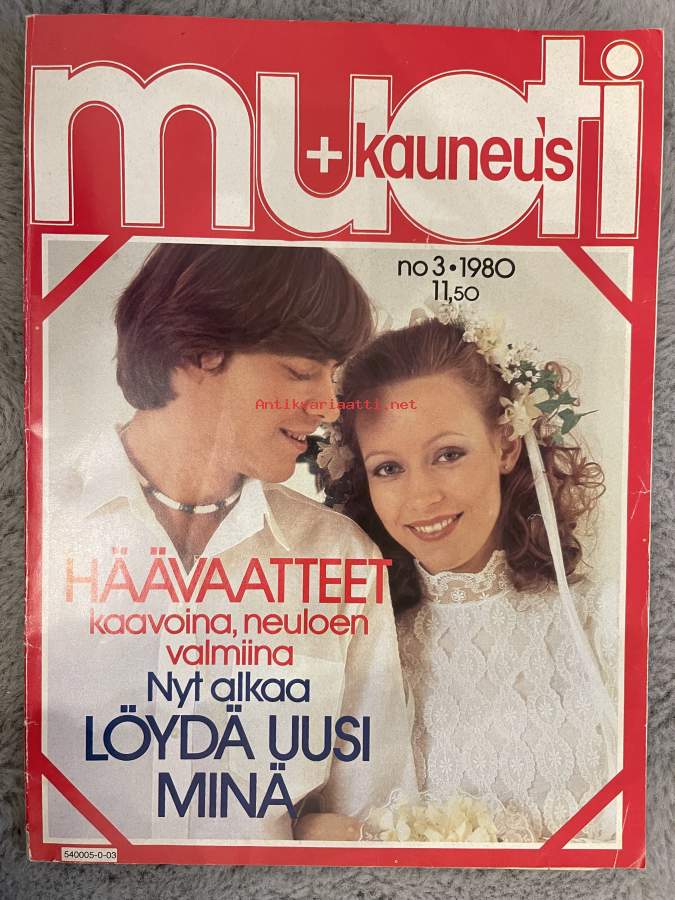 muoti
+kauneus
no 3 • 1980
11,50
Antikvariaatti.net
HÄÄVAATTEET
kaavoina, neuloen
valmiina
Nyt alkaa
LÖYDÄ UUSI
MINÄ
540005-0-03